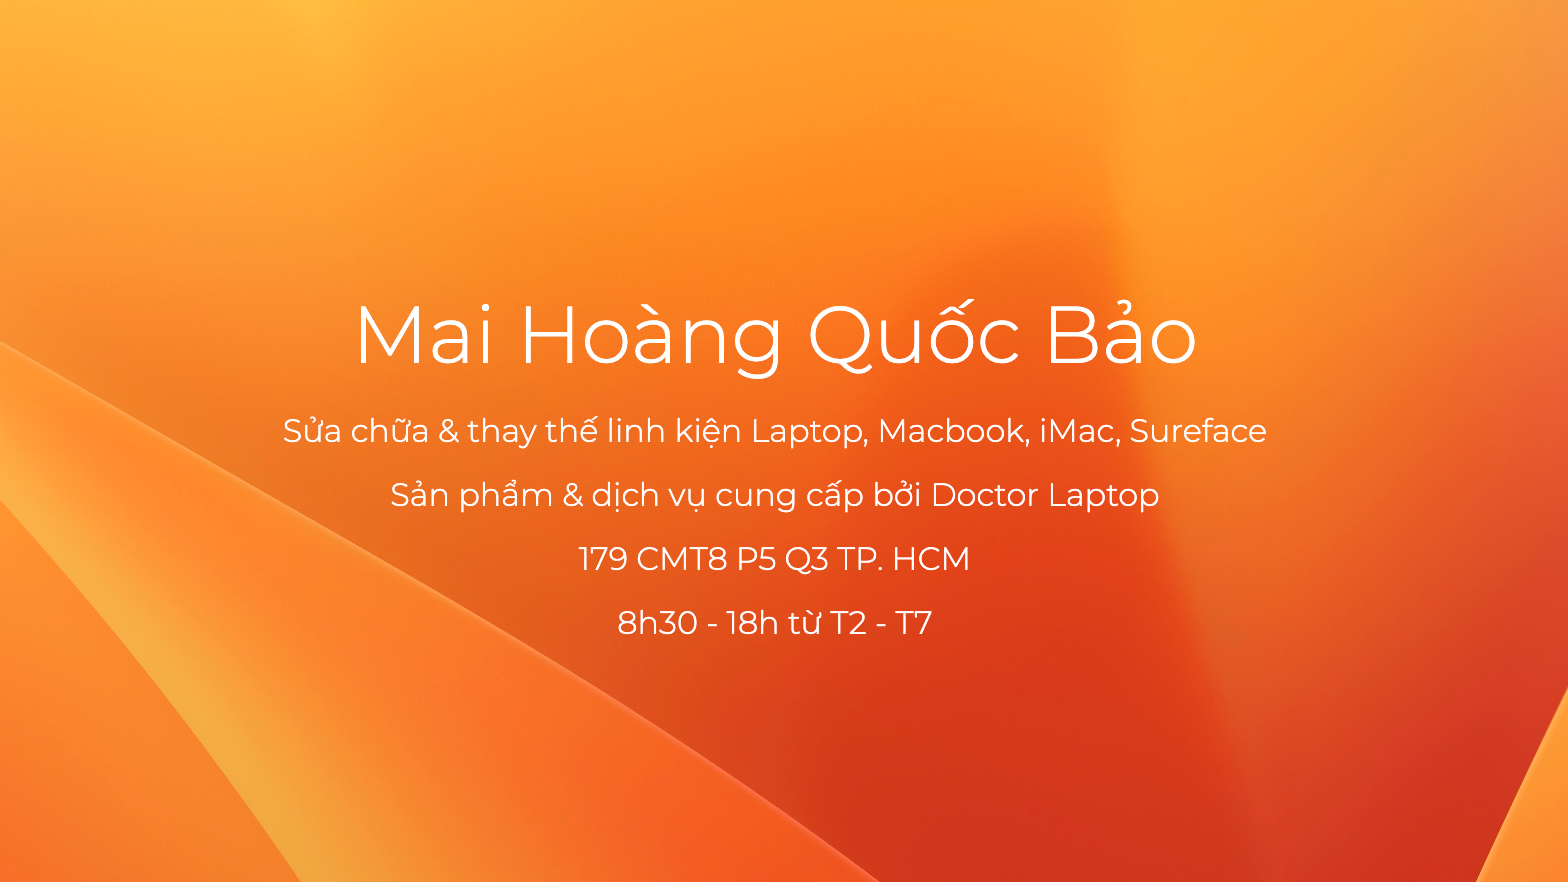 Mai Hoàng Quốc Bảo
Sửa chữa & thay thế linh kiện Laptop, Macbook, iMac, Sureface
Sản phẩm & dịch vụ cung cấp bởi Doctor Laptop
179 CMT8 P5 Q3 TP. HCM
8h30 - 18h từ T2 - T7